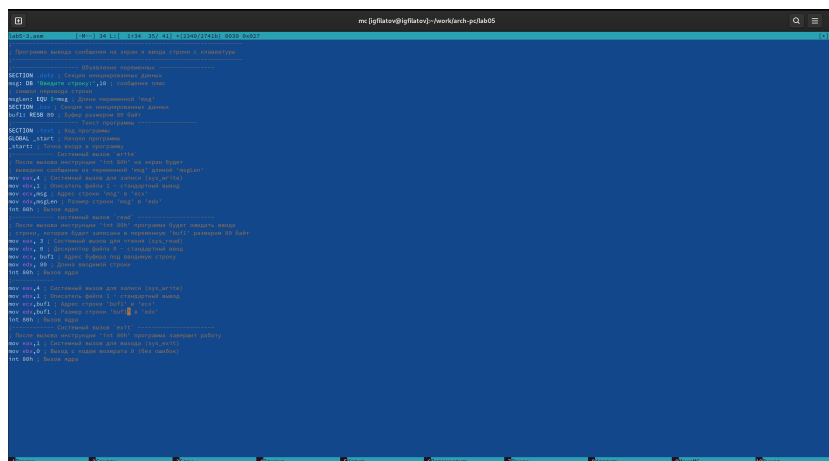 mc [igfilatov@igfilatov]:~/work/arch-pc/lab05
lab5-3.asm [-M--] 34 L:[ 1+34 35/ 41] *(2340/2741b) 0039 0x027 [*]
;--------------------------------------------------------------------
; Программа вывода сообщения на экран и ввода строки с клавиатуры
;--------------------------------------------------------------------
;------------------- Объявление переменных ----------------
SECTION .data ; Секция инициированных данных
msg: DB 'Введите строку:',10 ; сообщение плюс
; символ перевода строки
msgLen: EQU $-msg ; Длина переменной 'msg'
SECTION .bss ; Секция не инициированных данных
buf1: RESB 80 ; Буфер размером 80 байт
;------------------- Текст программы -----------------
SECTION .text ; Код программы
GLOBAL _start ; Начало программы
_start: ; Точка входа в программу
;------------ Cистемный вызов `write`
; После вызова инструкции 'int 80h' на экран будет
; выведено сообщение из переменной 'msg' длиной 'msgLen'
mov eax,4 ; Системный вызов для записи (sys_write)
mov ebx,1 ; Описатель файла 1 - стандартный вывод
mov ecx,msg ; Адрес строки 'msg' в 'ecx'
mov edx,msgLen ; Размер строки 'msg' в 'edx'
int 80h ; Вызов ядра
;------------ системный вызов `read` ----------------------
; После вызова инструкции 'int 80h' программа будет ожидать ввода
; строки, которая будет записана в переменную 'buf1' размером 80 байт
mov eax, 3 ; Системный вызов для чтения (sys_read)
mov ebx, 0 ; Дескриптор файла 0 - стандартный ввод
mov ecx, buf1 ; Адрес буфера под вводимую строку
mov edx, 80 ; Длина вводимой строки
int 80h ; Вызов ядра
;------------
mov eax,4 ; Системный вызов для записи (sys_write)
mov ebx,1 ; Описатель файла 1 - стандартный вывод
mov ecx,buf1 ; Адрес строки 'buf1' в 'ecx'
mov edx,buf1 ; Размер строки 'buf1' в 'edx'
int 80h ; Вызов ядра
;------------ Системный вызов `exit` ----------------------
; После вызова инструкции 'int 80h' программа завершит работу
mov eax,1 ; Системный вызов для выхода (sys_exit)
mov ebx,0 ; Выход с кодом возврата 0 (без ошибок)
int 80h ; Вызов ядра